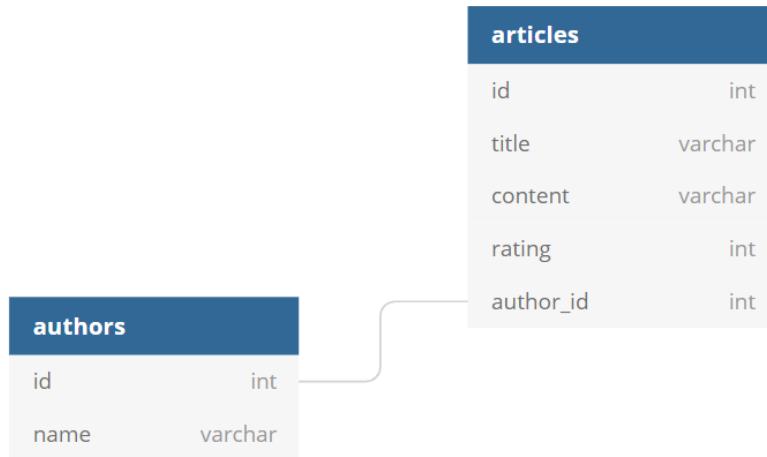 articles
id int
title varchar
content varchar
rating int
author_id int
authors
id int
name varchar